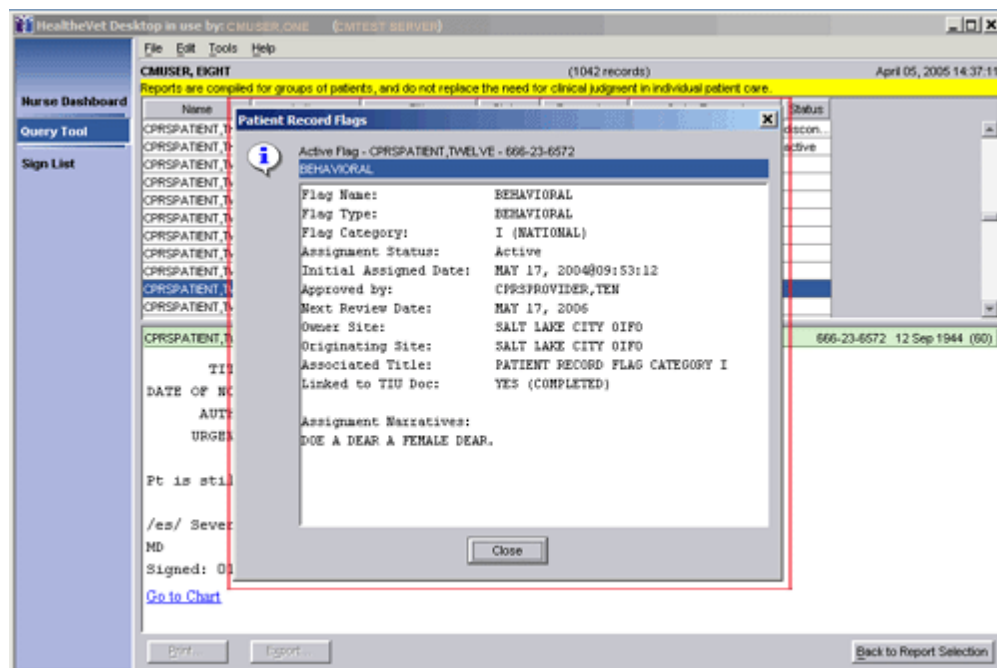 HealtheVet Desktop in use by: CMUSER,ONE (CMTEST SERVER)
File Edit Tools Help
CMUSER, EIGHT (1042 records) April 05, 2005 14:37:11
Reports are compiled for groups of patients, and do not replace the need for clinical judgment in individual patient care.
Nurse Dashboard
Query Tool
Sign List
Name Status
CPRSPATIENT,T discon...
CPRSPATIENT,T active
CPRSPATIENT,T
CPRSPATIENT,T
CPRSPATIENT,T
CPRSPATIENT,TW
CPRSPATIENT,TW
CPRSPATIENT,TW
CPRSPATIENT,TW
CPRSPATIENT,TW
CPRSPATIENT,TW
Patient Record Flags
Active Flag - CPRSPATIENT,TWELVE - 666-23-6572
BEHAVIORAL
Flag Name: BEHAVIORAL
Flag Type: BEHAVIORAL
Flag Category: I (NATIONAL)
Assignment Status: Active
Initial Assigned Date: MAY 17, 2004@09:53:12
Approved by: CPRSPROVIDER,TEN
Next Review Date: MAY 17, 2006
Owner Site: SALT LAKE CITY OIFO
Originating Site: SALT LAKE CITY OIFO
Associated Title: PATIENT RECORD FLAG CATEGORY I
Linked to TIU Doc: YES (COMPLETED)
Assignment Narratives:
DOE A DEAR A FEMALE DEAR.
Close
CPRSPATIENT,T 666-23-6572 12 Sep 1944 (60)
TIT
DATE OF NO
AUTH
URGEN
Pt is stil
/es/ Sever
MD
Signed: 01
Go to Chart
Print... Export... Back to Report Selection